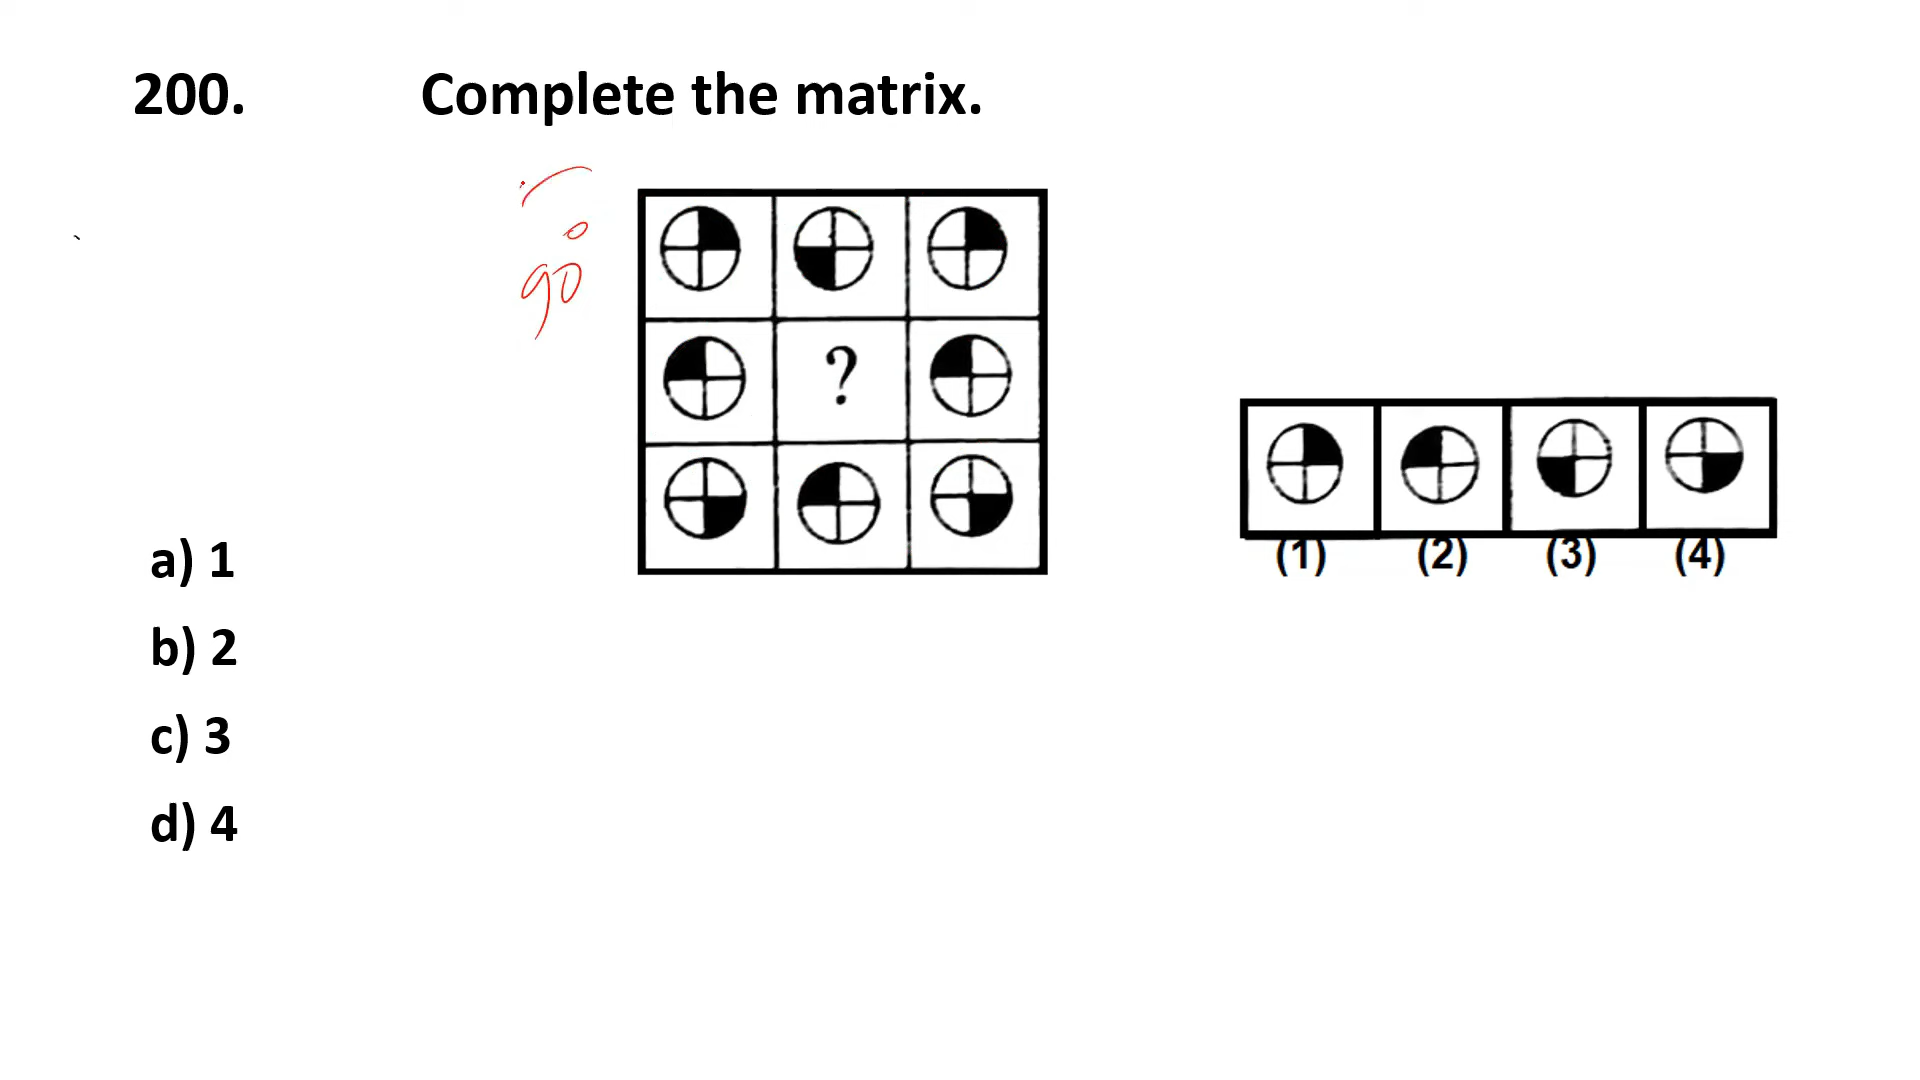 200. Complete the matrix.
90
?
(1) (2) (3) (4)
a) 1
b) 2
c) 3
d) 4